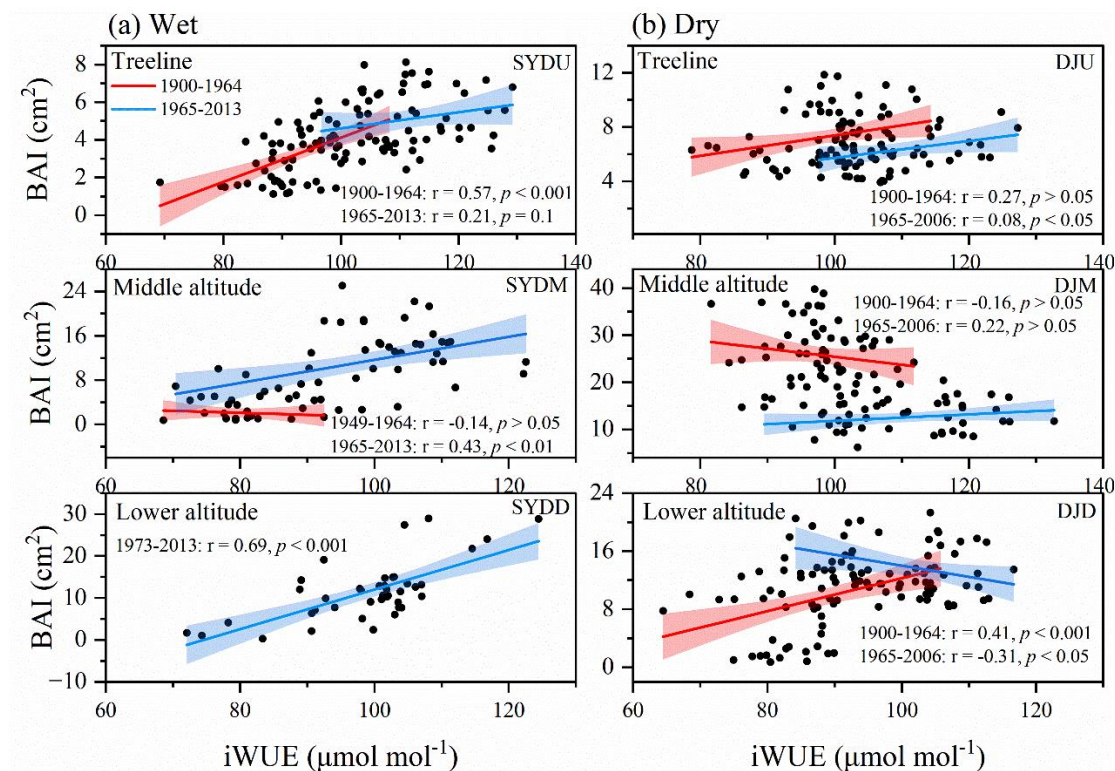 (a) Wet
(b) Dry
Treeline
SYDU
1900-1964
1965-2013
8
6
4
2
0
BAI (cm²)
1900-1964: r = 0.57, p < 0.001
1965-2013: r = 0.21, p = 0.1
60 80 100 120 140
Treeline
DJU
12
8
4
1900-1964: r = 0.27, p > 0.05
1965-2006: r = 0.08, p < 0.05
60 80 100 120 140
Middle altitude
SYDM
24
16
8
0
BAI (cm²)
1949-1964: r = -0.14, p > 0.05
1965-2013: r = 0.43, p < 0.01
60 80 100 120 140
Middle altitude
DJM
40
30
20
10
1900-1964: r = -0.16, p > 0.05
1965-2006: r = 0.22, p > 0.05
60 80 100 120 140
Lower altitude
SYDD
1973-2013: r = 0.69, p < 0.001
30
20
10
0
−10
BAI (cm²)
60 80 100 120
iWUE (μmol mol⁻¹)
Lower altitude
DJD
24
16
8
0
1900-1964: r = 0.41, p < 0.001
1965-2006: r = -0.31, p < 0.05
60 80 100 120 140
iWUE (μmol mol⁻¹)